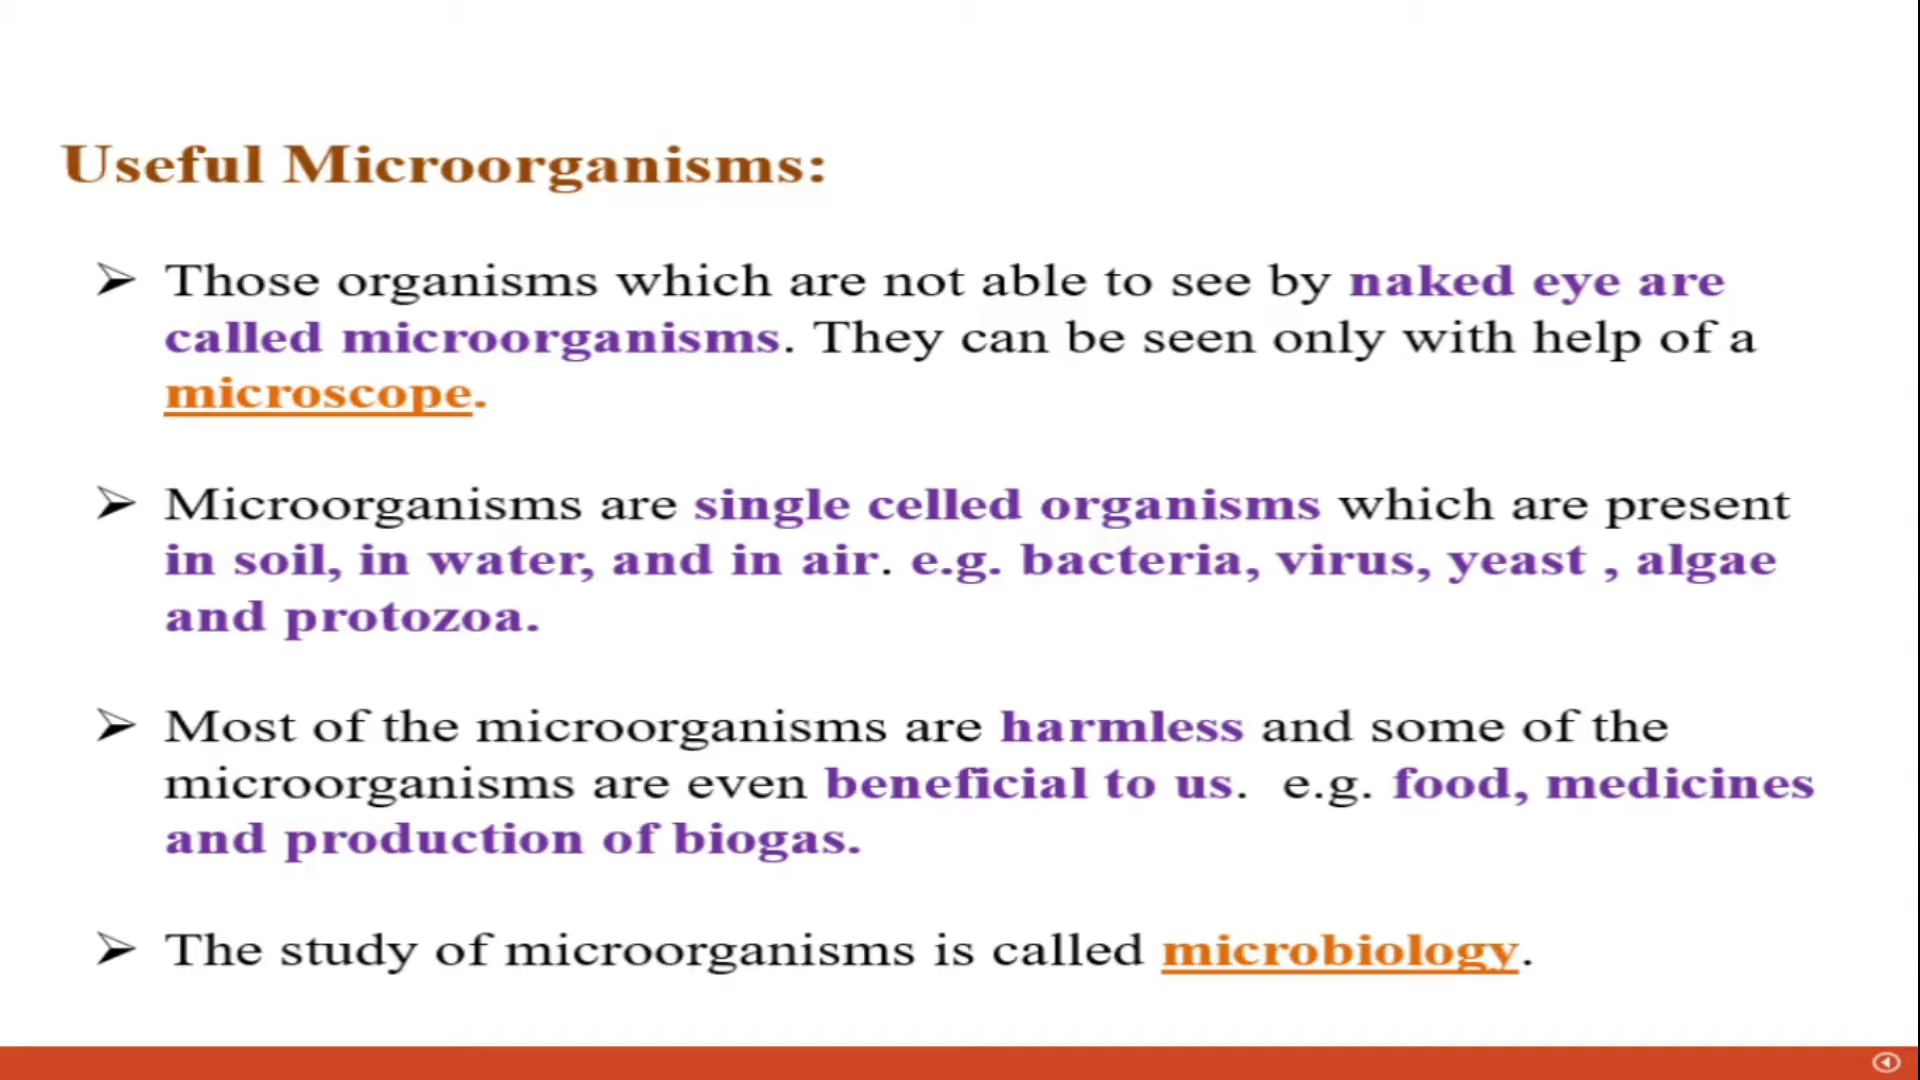 Useful Microorganisms:
➢ Those organisms which are not able to see by naked eye are
called microorganisms. They can be seen only with help of a
microscope.
➢ Microorganisms are single celled organisms which are present
in soil, in water, and in air. e.g. bacteria, virus, yeast , algae
and protozoa.
➢ Most of the microorganisms are harmless and some of the
microorganisms are even beneficial to us.  e.g. food, medicines
and production of biogas.
➢ The study of microorganisms is called microbiology.